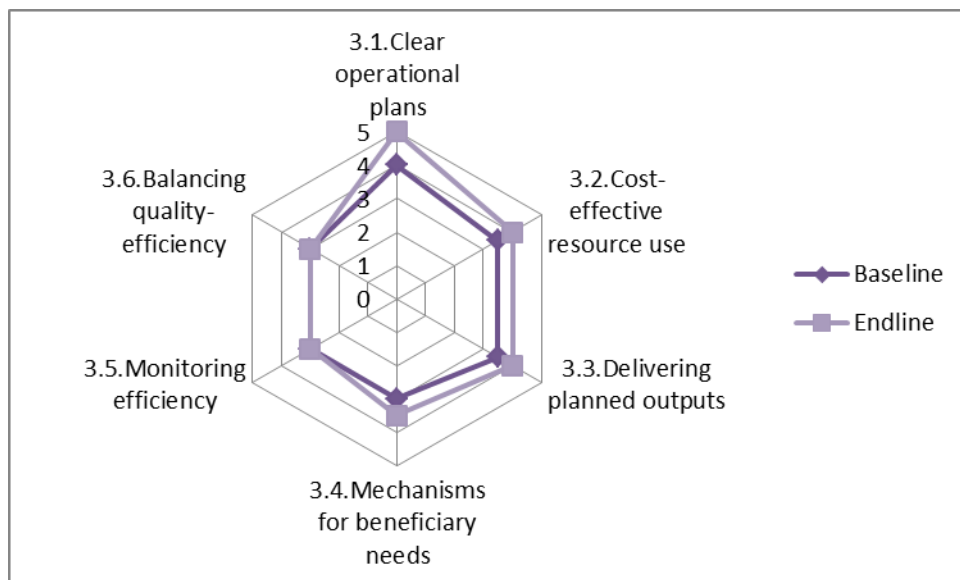 3.1.Clear
operational
plans
5
4
3
2
1
0
3.2.Cost-
effective
resource use
3.3.Delivering
planned outputs
3.4.Mechanisms
for beneficiary
needs
3.5.Monitoring
efficiency
3.6.Balancing
quality-
efficiency
Baseline
Endline